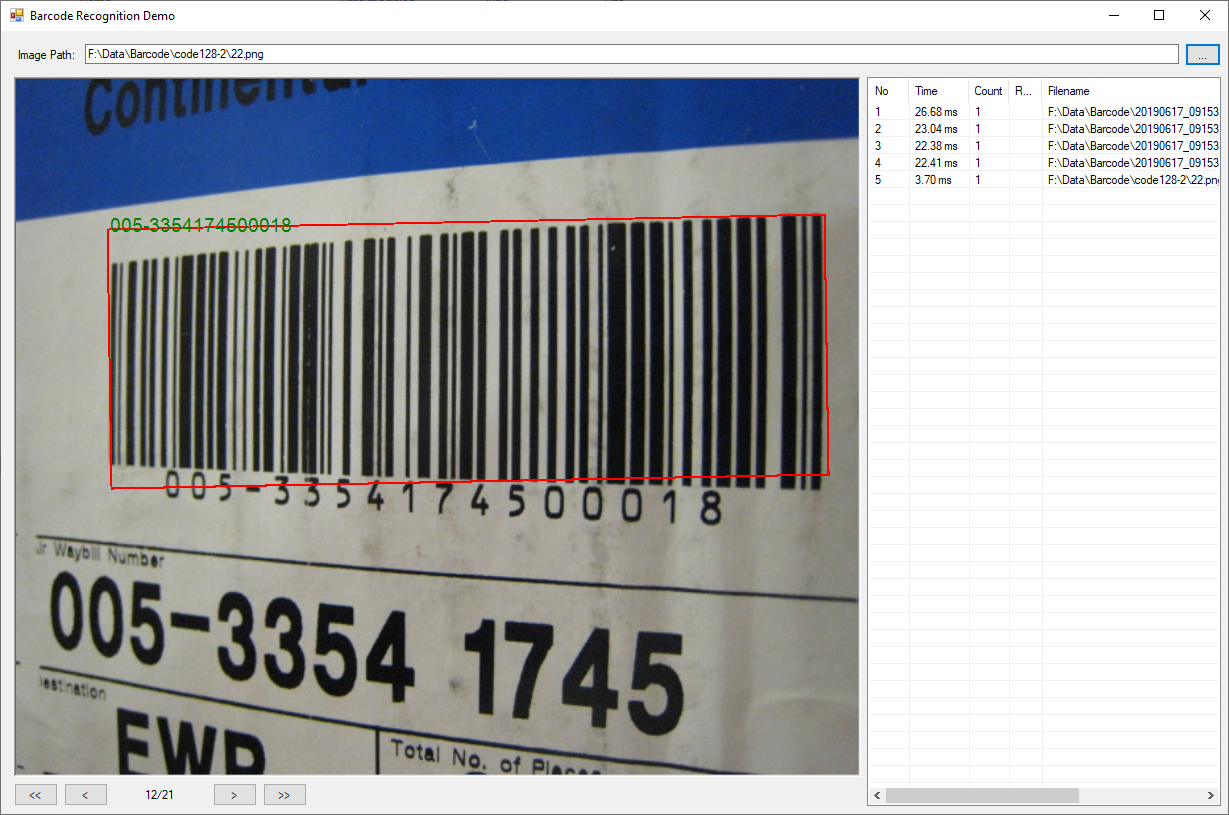 Barcode Recognition Demo
Image Path: F:\Data\Barcode\code128-2\22.png ...
No Time Count R... Filename
1 26.68 ms 1 F:\Data\Barcode\20190617_09153
2 23.04 ms 1 F:\Data\Barcode\20190617_09153
3 22.38 ms 1 F:\Data\Barcode\20190617_09153
4 22.41 ms 1 F:\Data\Barcode\20190617_09153
5 3.70 ms 1 F:\Data\Barcode\code128-2\22.png
Continental
005-3354174500018
005-3354174500018
Waybill Number
005-3354 1745
estination
EWR
Total No. of Pieces
<< < 12/21 > >>